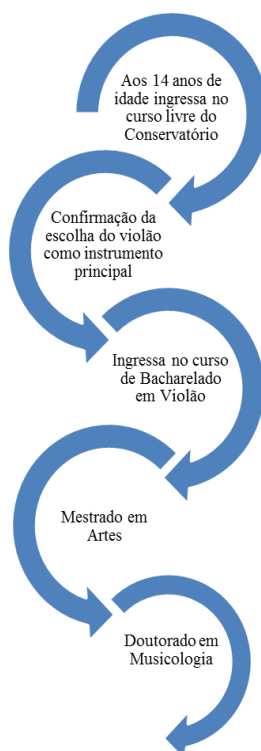 Aos 14 anos de
idade ingressa no
curso livre do
Conservatório
Confirmação da
escolha do violão
como instrumento
principal
Ingressa no curso
de Bacharelado
em Violão
Mestrado em
Artes
Doutorado em
Musicologia